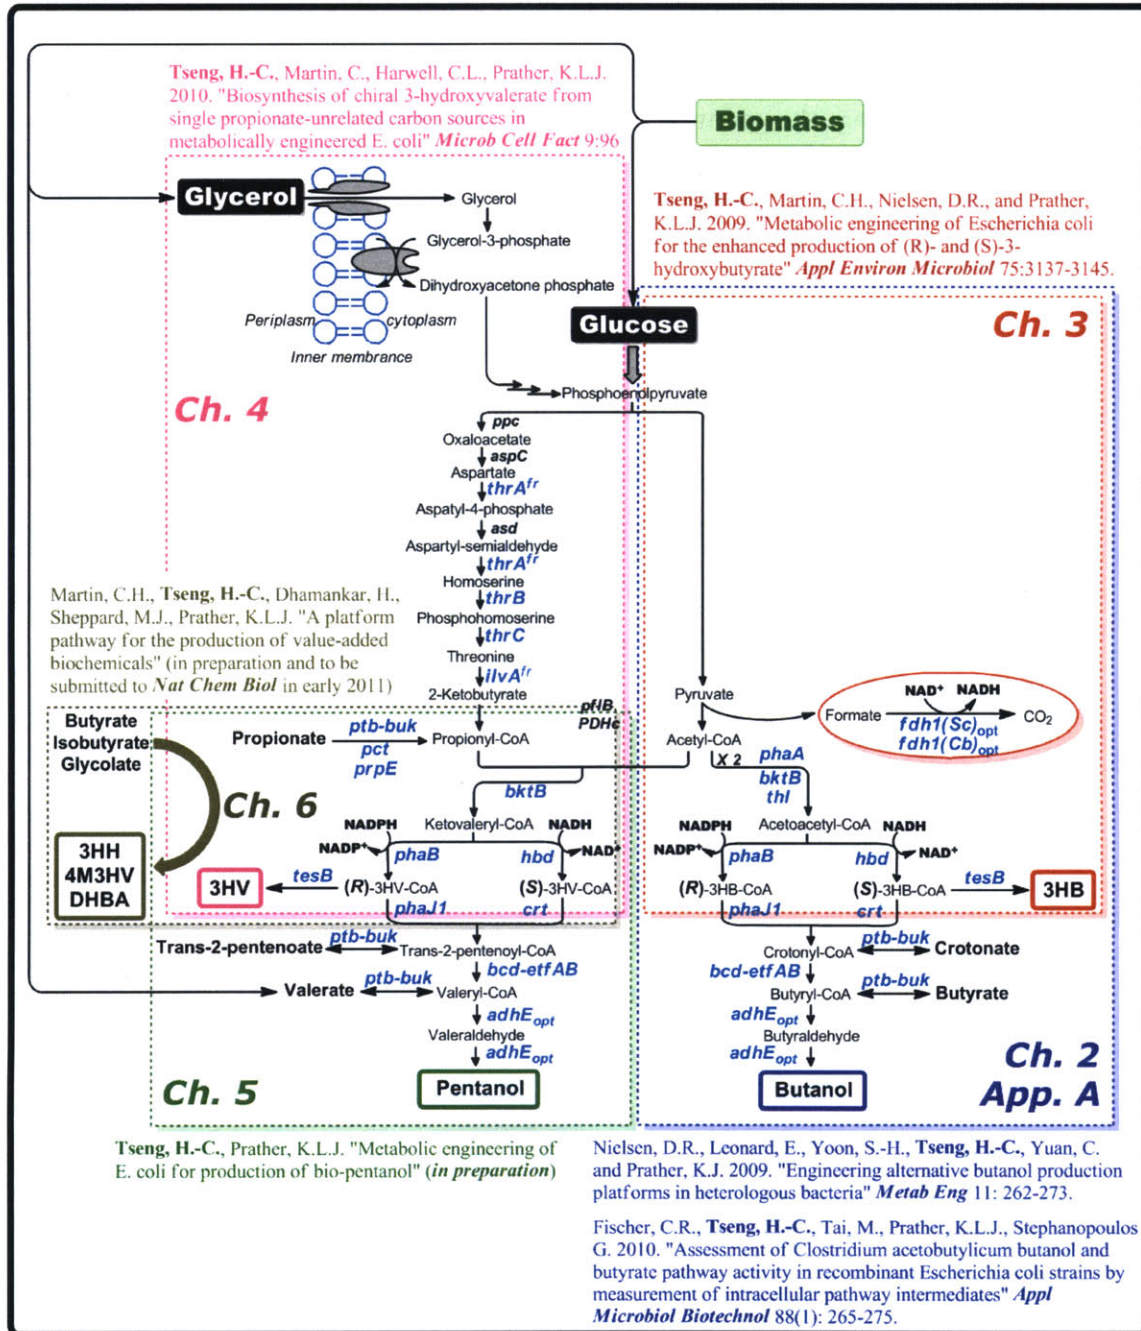 Tseng, H.-C., Martin, C., Harwell, C.L., Prather, K.L.J.
2010. "Biosynthesis of chiral 3-hydroxyvalerate from
single propionate-unrelated carbon sources in
metabolically engineered E. coli" Microb Cell Fact 9:96
Biomass
Glycerol
Glycerol
Glycerol-3-phosphate
Dihydroxyacetone phosphate
Periplasm
cytoplasm
Inner membrance
Tseng, H.-C., Martin, C.H., Nielsen, D.R., and Prather,
K.L.J. 2009. "Metabolic engineering of Escherichia coli
for the enhanced production of (R)- and (S)-3-
hydroxybutyrate" Appl Environ Microbiol 75:3137-3145.
Glucose
Ch. 3
Phosphoenolpyruvate
Ch. 4
ppc
Oxaloacetate
aspC
Aspartate
thrA^fr
Aspatyl-4-phosphate
asd
Aspartyl-semialdehyde
thrA^fr
Homoserine
thrB
Phosphohomoserine
thrC
Threonine
ilvA^fr
2-Ketobutyrate
Martin, C.H., Tseng, H.-C., Dhamankar, H.,
Sheppard, M.J., Prather, K.L.J. "A platform
pathway for the production of value-added
biochemicals" (in preparation and to be
submitted to Nat Chem Biol in early 2011)
Pyruvate
pflB,
PDHc
NAD+ NADH
Formate
CO2
fdh1(Sc)opt
fdh1(Cb)opt
Butyrate
Isobutyrate
Glycolate
Propionate
ptb-buk
pct
prpE
Propionyl-CoA
Acetyl-CoA
X 2
phaA
bktB
thl
bktB
Ch. 6
3HH
4M3HV
DHBA
Ketovaleryl-CoA
NADPH
NADP+
phaB
NADH
NAD+
hbd
3HV
tesB
(R)-3HV-CoA
(S)-3HV-CoA
phaJ1
crt
Acetoacetyl-CoA
NADPH
NADP+
phaB
NADH
NAD+
hbd
(R)-3HB-CoA
(S)-3HB-CoA
tesB
3HB
phaJ1
crt
Trans-2-pentenoate
ptb-buk
Trans-2-pentenoyl-CoA
bcd-etfAB
Valerate
ptb-buk
Valeryl-CoA
adhEopt
Valeraldehyde
adhEopt
Pentanol
Ch. 5
Crotonyl-CoA
ptb-buk
Crotonate
bcd-etfAB
Butyryl-CoA
ptb-buk
Butyrate
adhEopt
Butyraldehyde
adhEopt
Butanol
Ch. 2
App. A
Tseng, H.-C., Prather, K.L.J. "Metabolic engineering of
E. coli for production of bio-pentanol" (in preparation)
Nielsen, D.R., Leonard, E., Yoon, S.-H., Tseng, H.-C., Yuan, C.
and Prather, K.J. 2009. "Engineering alternative butanol production
platforms in heterologous bacteria" Metab Eng 11: 262-273.
Fischer, C.R., Tseng, H.-C., Tai, M., Prather, K.L.J., Stephanopoulos
G. 2010. "Assessment of Clostridium acetobutylicum butanol and
butyrate pathway activity in recombinant Escherichia coli strains by
measurement of intracellular pathway intermediates" Appl
Microbiol Biotechnol 88(1): 265-275.